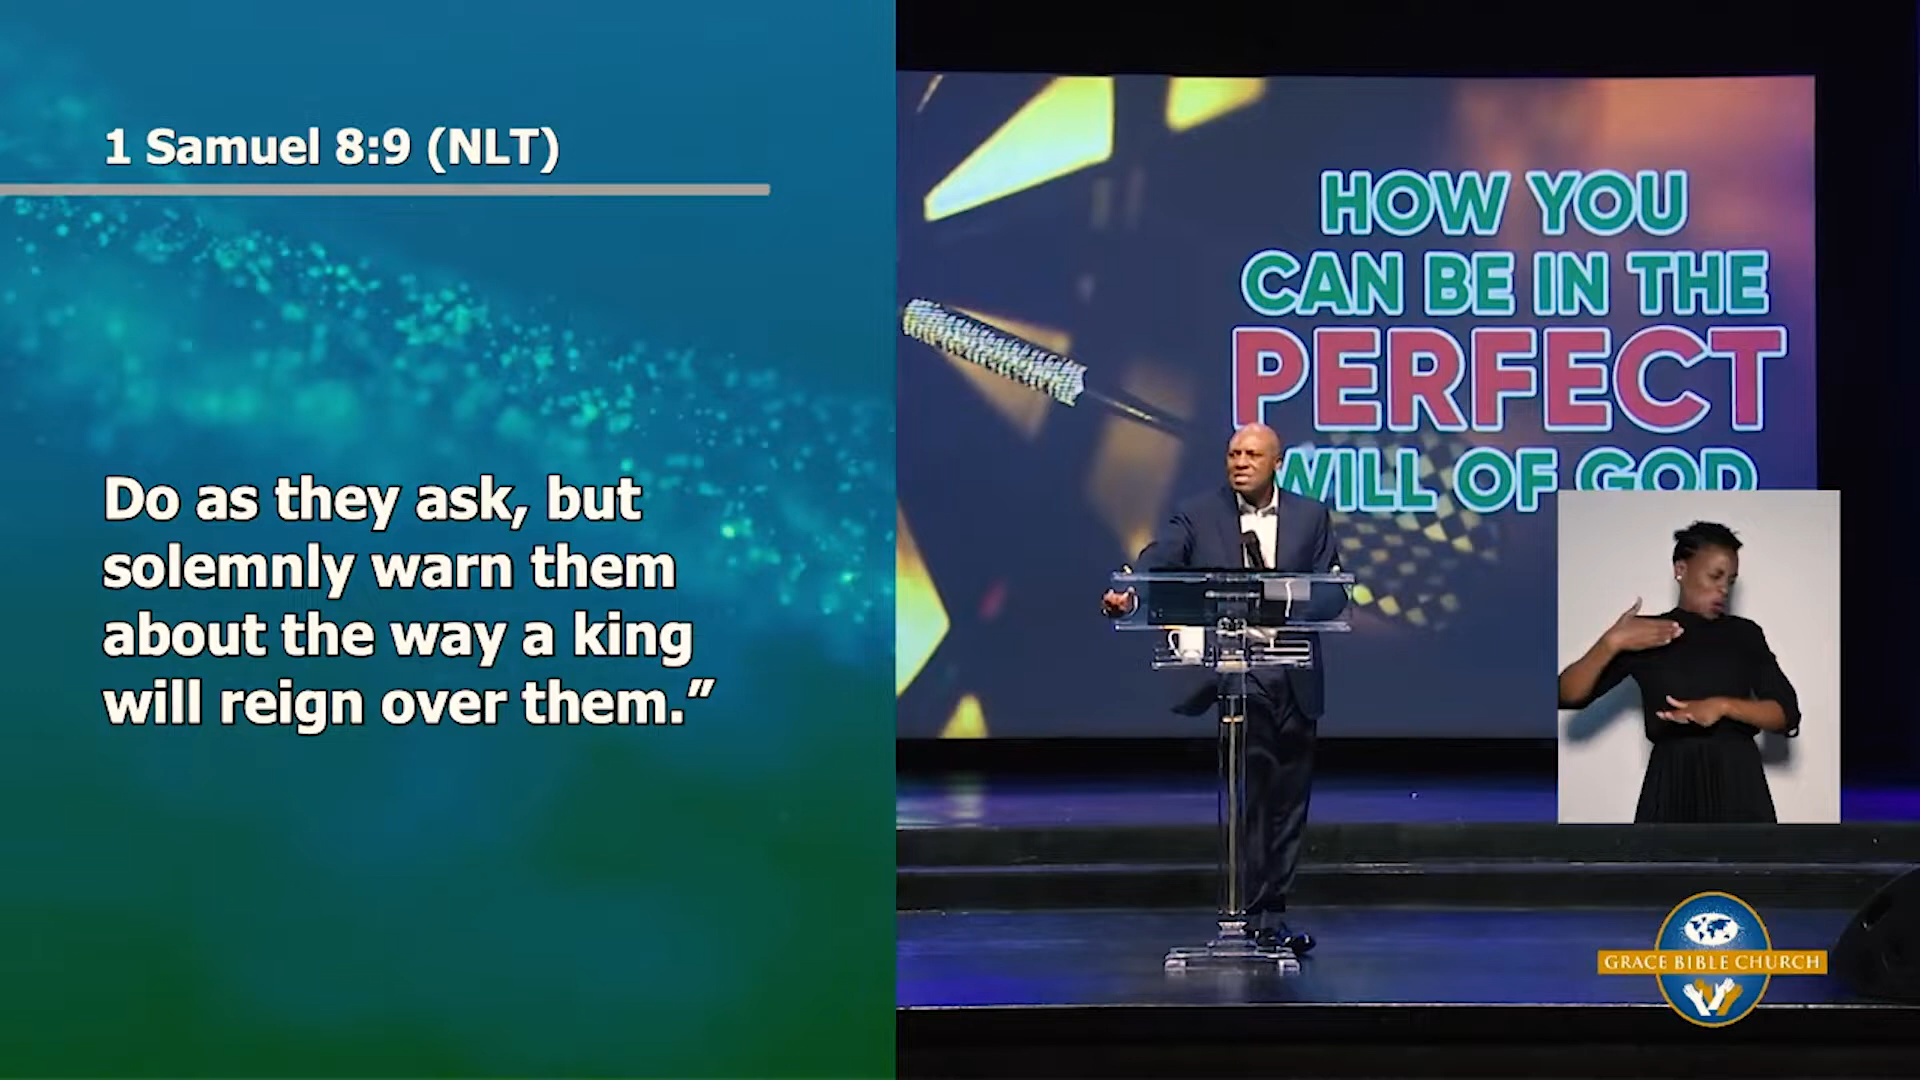 1 Samuel 8:9 (NLT)
Do as they ask, but
solemnly warn them
about the way a king
will reign over them.”
HOW YOU
CAN BE IN THE
PERFECT
WILL OF GOD
GRACE BIBLE CHURCH